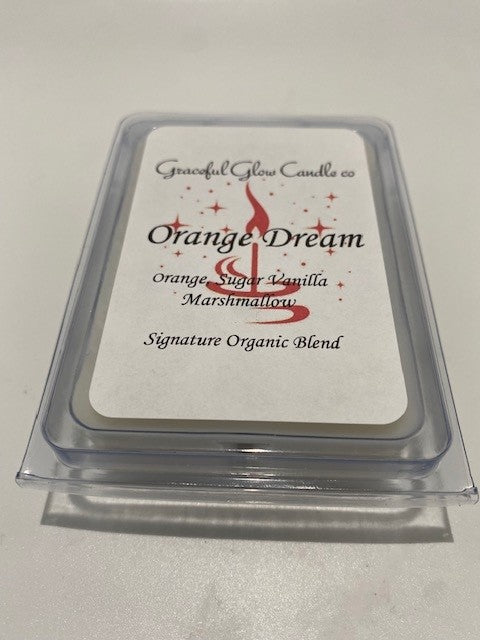 Graceful Glow Candle co
Orange Dream
Orange, Sugar Vanilla
Marshmallow
Signature Organic Blend